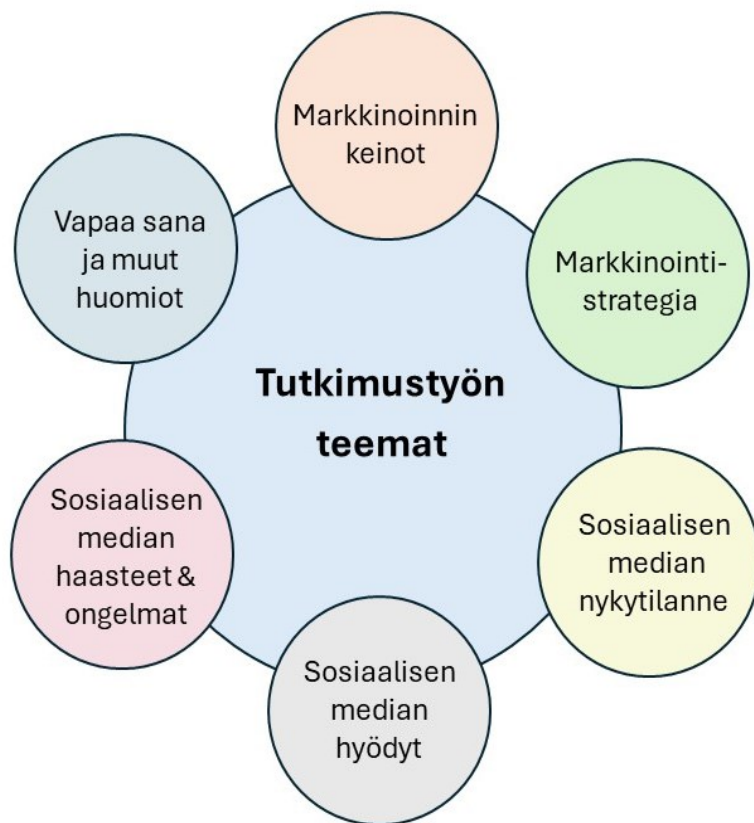 Markkinoinnin
keinot
Markkinointi-
strategia
Sosiaalisen
median
nykytilanne
Sosiaalisen
median
hyödyt
Sosiaalisen
median
haasteet &
ongelmat
Vapaa sana
ja muut
huomiot
Tutkimustyön
teemat